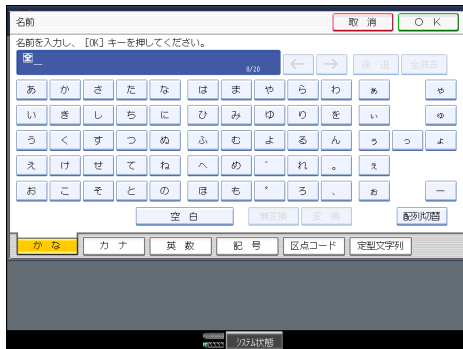 名前
取 消
O K
名前を入力し、 [OK] キーを押してください。
全_
0/20
← →
後 退
全消去
あ か さ た な は ま や ら わ ぁ ゃ
い き し ち に ひ み ゆ り を ぃ ゅ
う く す つ ぬ ふ む よ る ん ぅ っ ょ
え け せ て ね へ め ゛ れ 。 ぇ
お こ そ と の ほ も ゜ ろ 、 ぉ ー
空 白
無変換
変 換
配列切替
か な
カ ナ
英 数
記 号
区点コード
定型文字列
システム状態